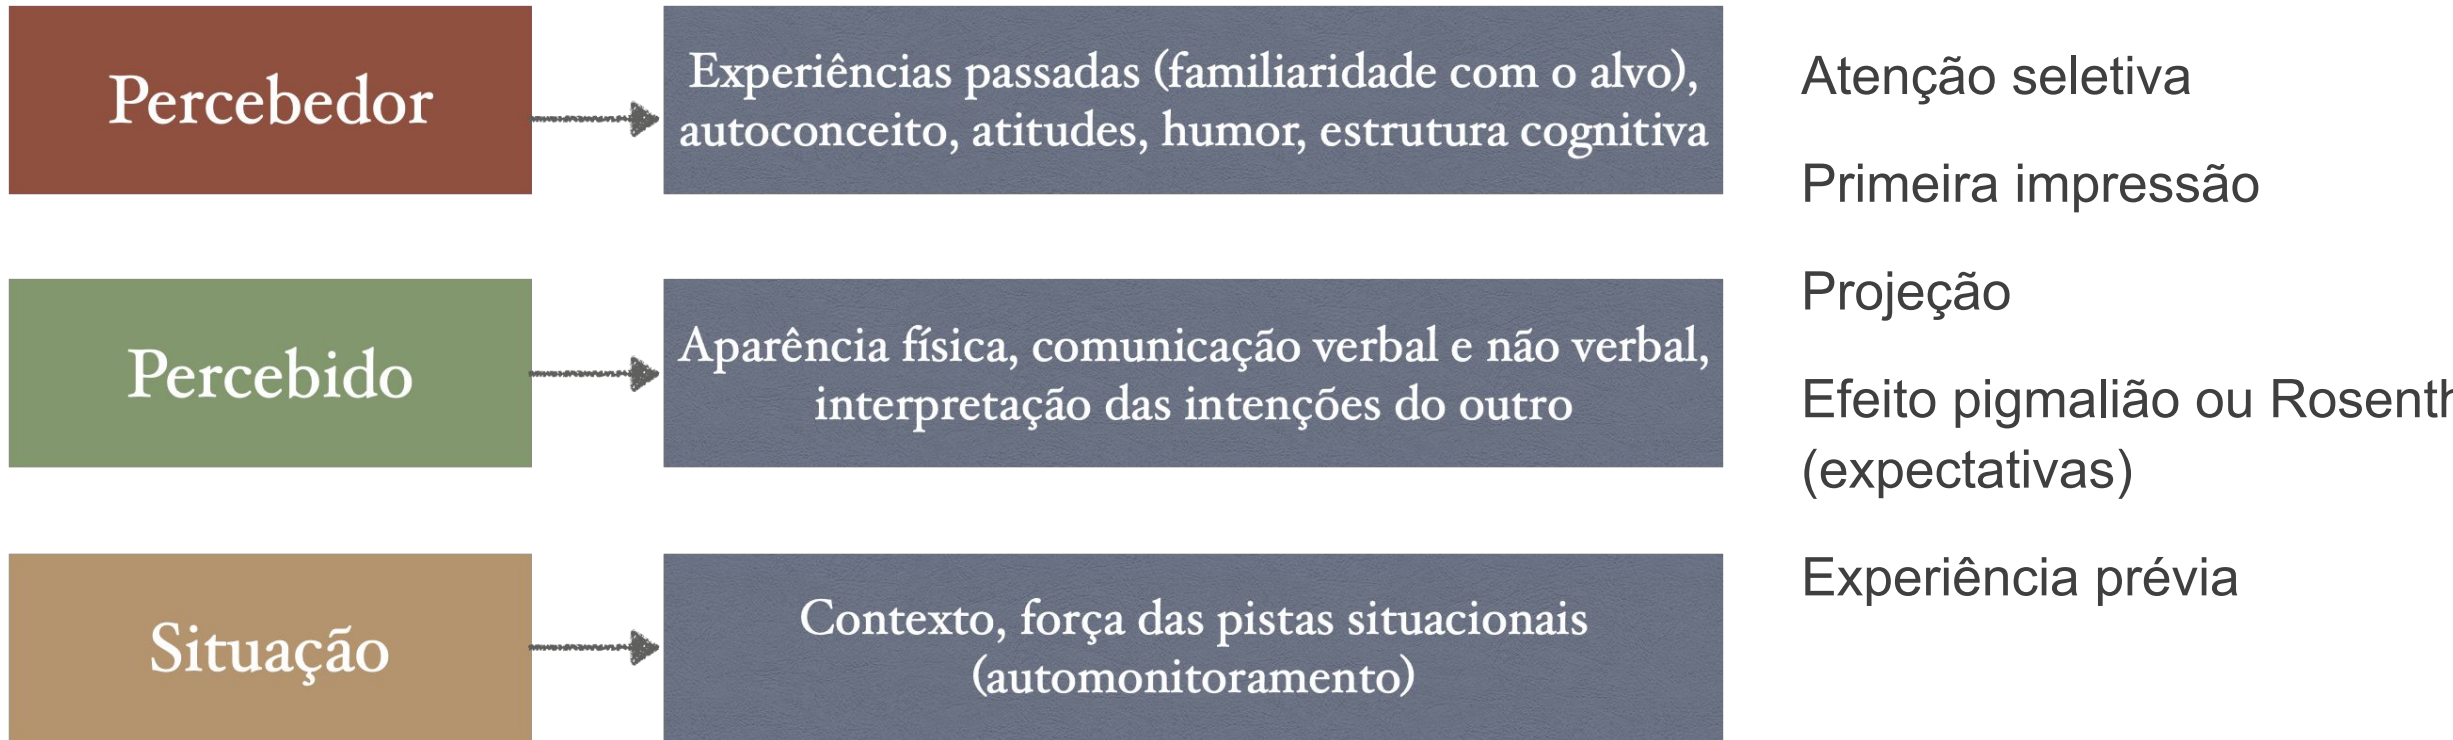 Percebedor
Experiências passadas (familiaridade com o alvo),
autoconceito, atitudes, humor, estrutura cognitiva
Percebido
Aparência física, comunicação verbal e não verbal,
interpretação das intenções do outro
Situação
Contexto, força das pistas situacionais
(automonitoramento)
Atenção seletiva
Primeira impressão
Projeção
Efeito pigmalião ou
(expectativas)
Experiência prévia